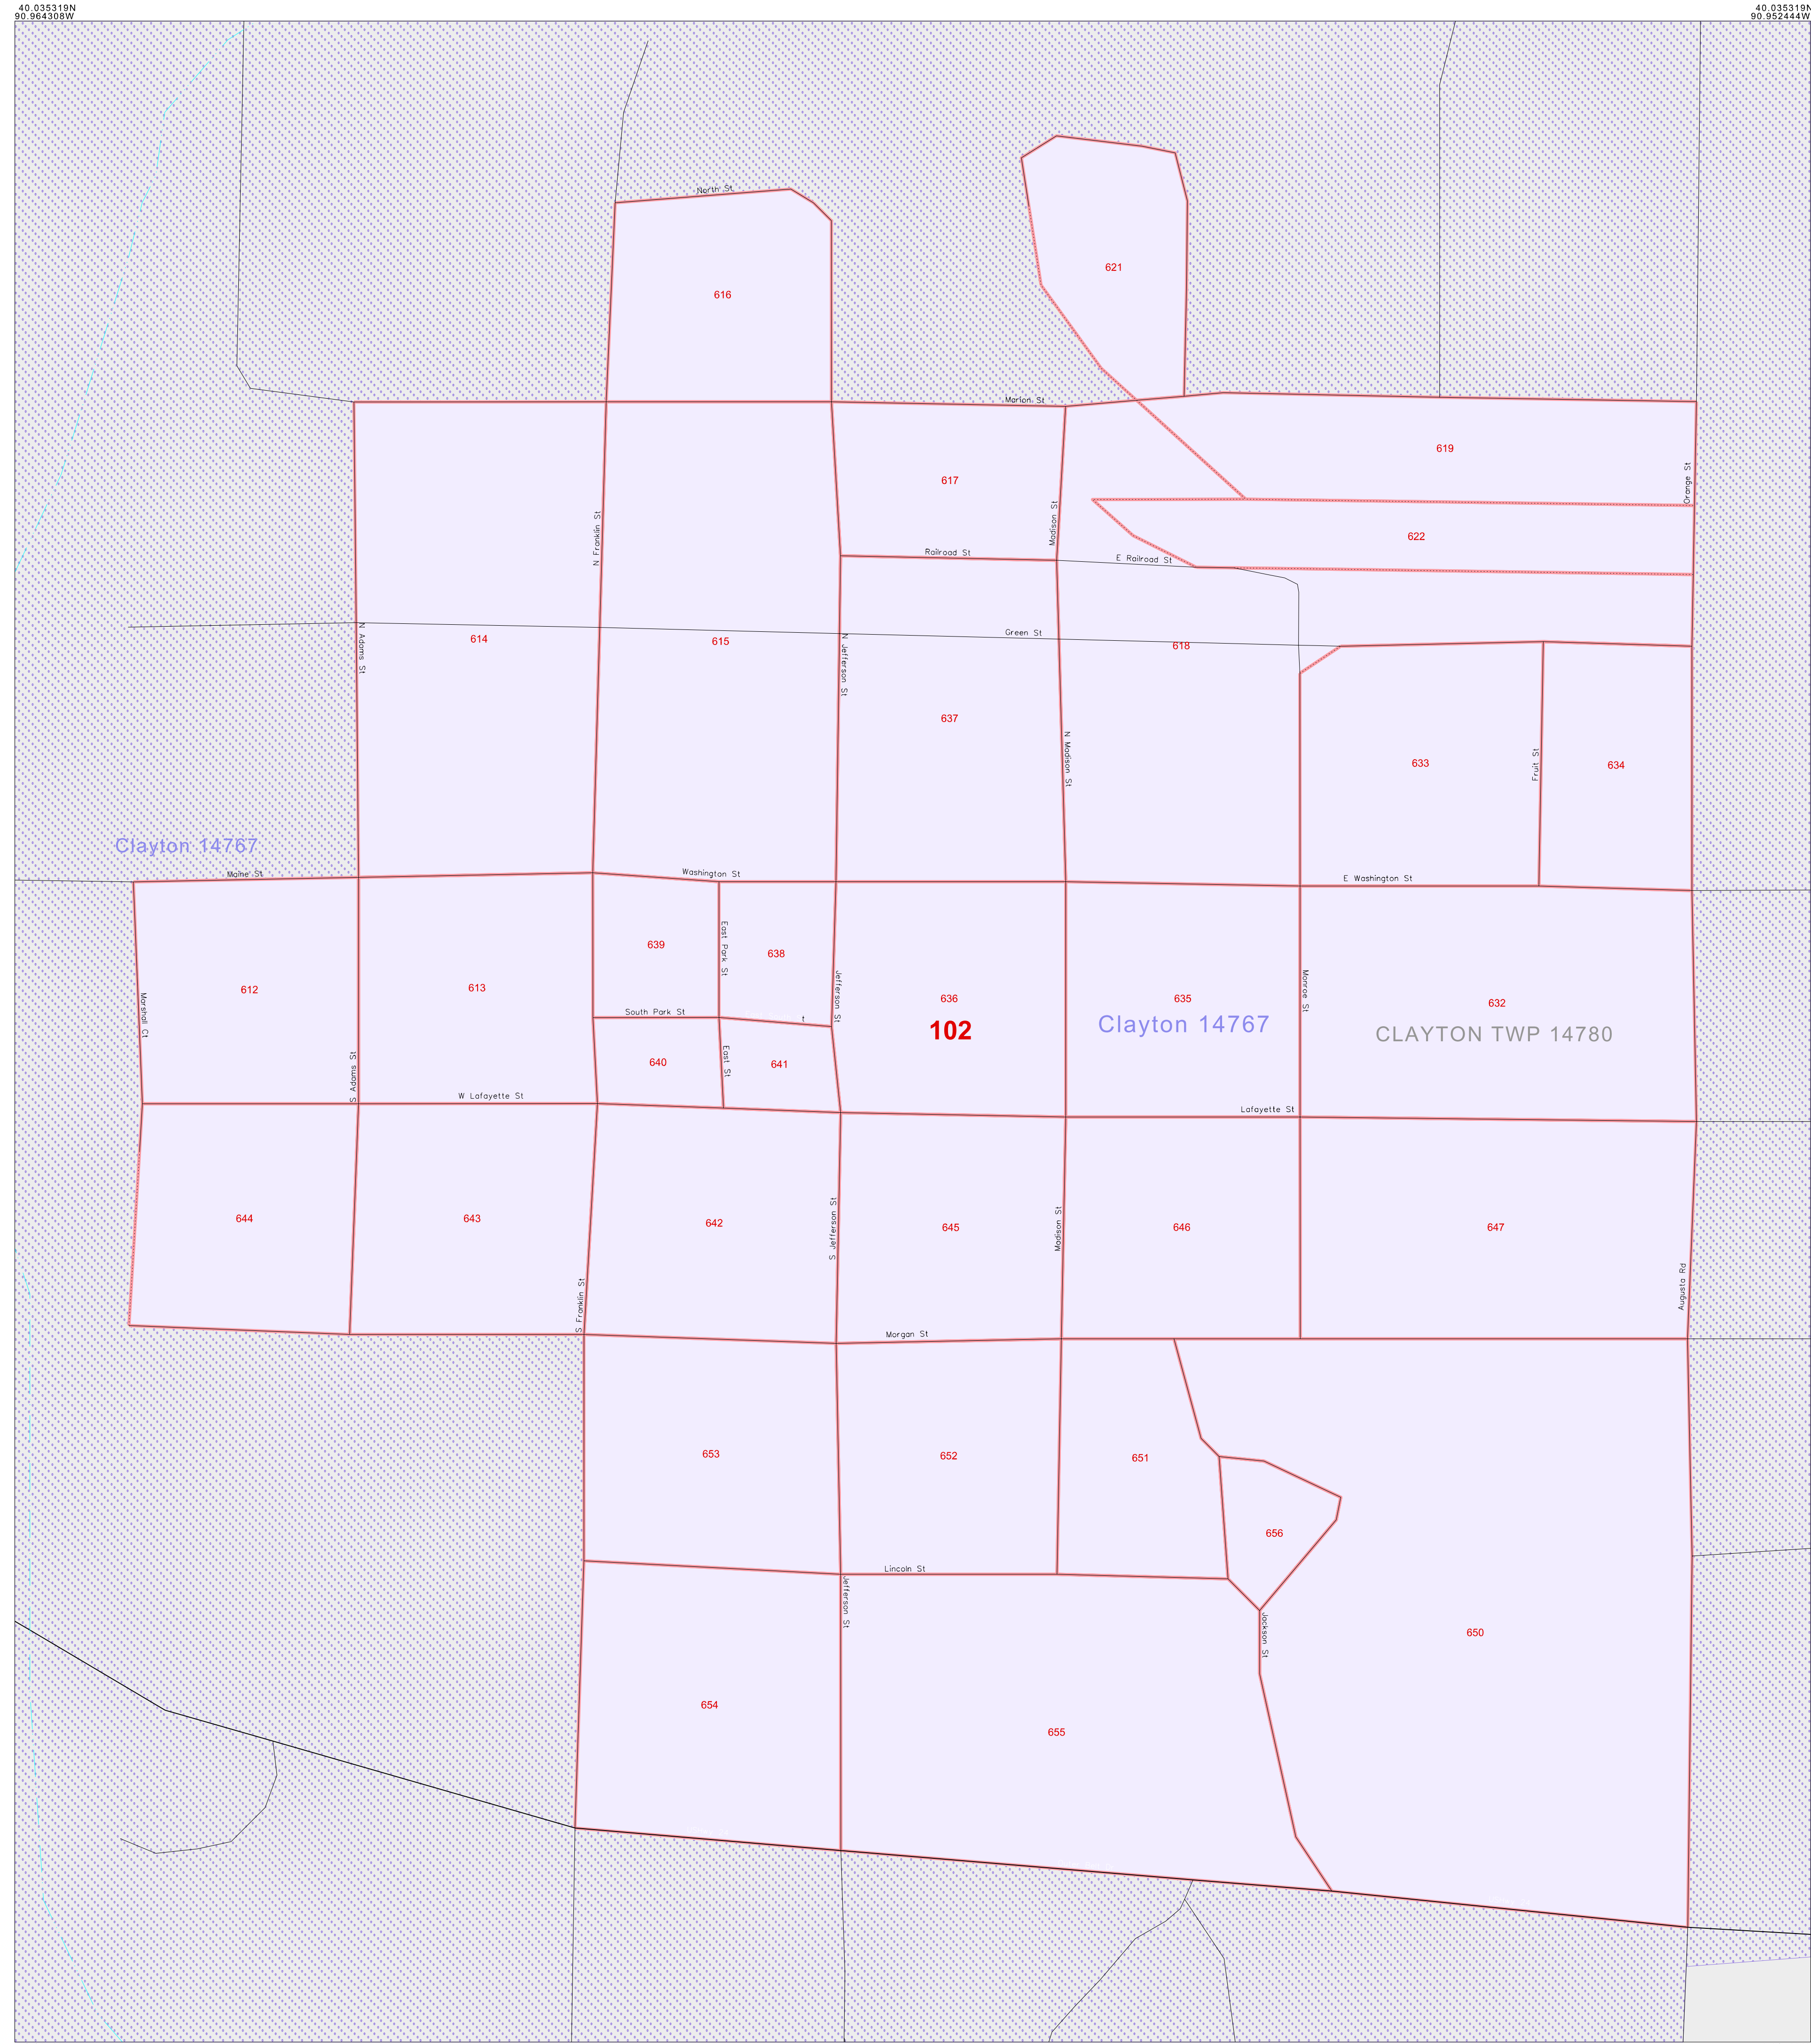 40.035319N
90.964308W
40.035319N
90.952444W
North St
621
616
Marion St
619
617
Orange St
Madison St
N Franklin St
622
Railroad St
E Railroad St
Green St
614
615
618
N Adams St
N Jefferson St
637
N Madison St
633
Fruit St
634
Clayton 14767
Maine St
Washington St
E Washington St
639
East Park St
638
612
613
Jefferson St
636
635
Monroe St
632
Marshall Ct
South Park St
t
102
Clayton 14767
CLAYTON TWP 14780
S Adams St
640
East St
641
W Lafayette St
Lafayette St
644
643
642
S Jefferson St
645
Madison St
646
647
Augusta Rd
S Franklin St
Morgan St
653
652
651
656
Lincoln St
Jefferson St
Jackson St
650
654
655